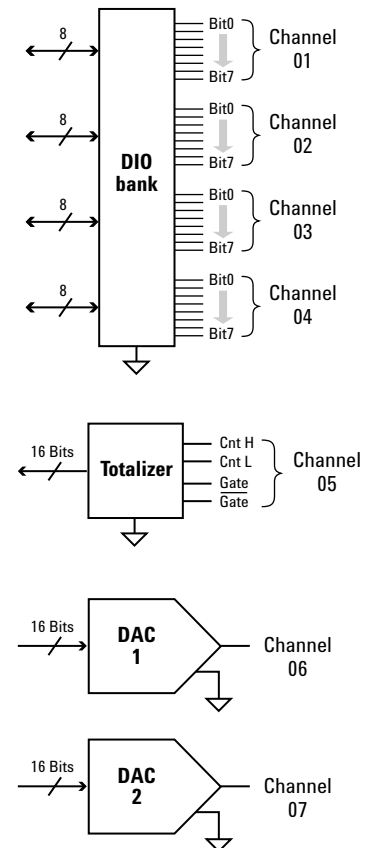 8
Bit0
Bit7
Channel
01
8
Bit0
Bit7
Channel
02
DIO
bank
8
Bit0
Bit7
Channel
03
8
Bit0
Bit7
Channel
04
16 Bits
Totalizer
Cnt H
Cnt L
Gate
Gate
Channel
05
16 Bits
DAC
1
Channel
06
16 Bits
DAC
2
Channel
07